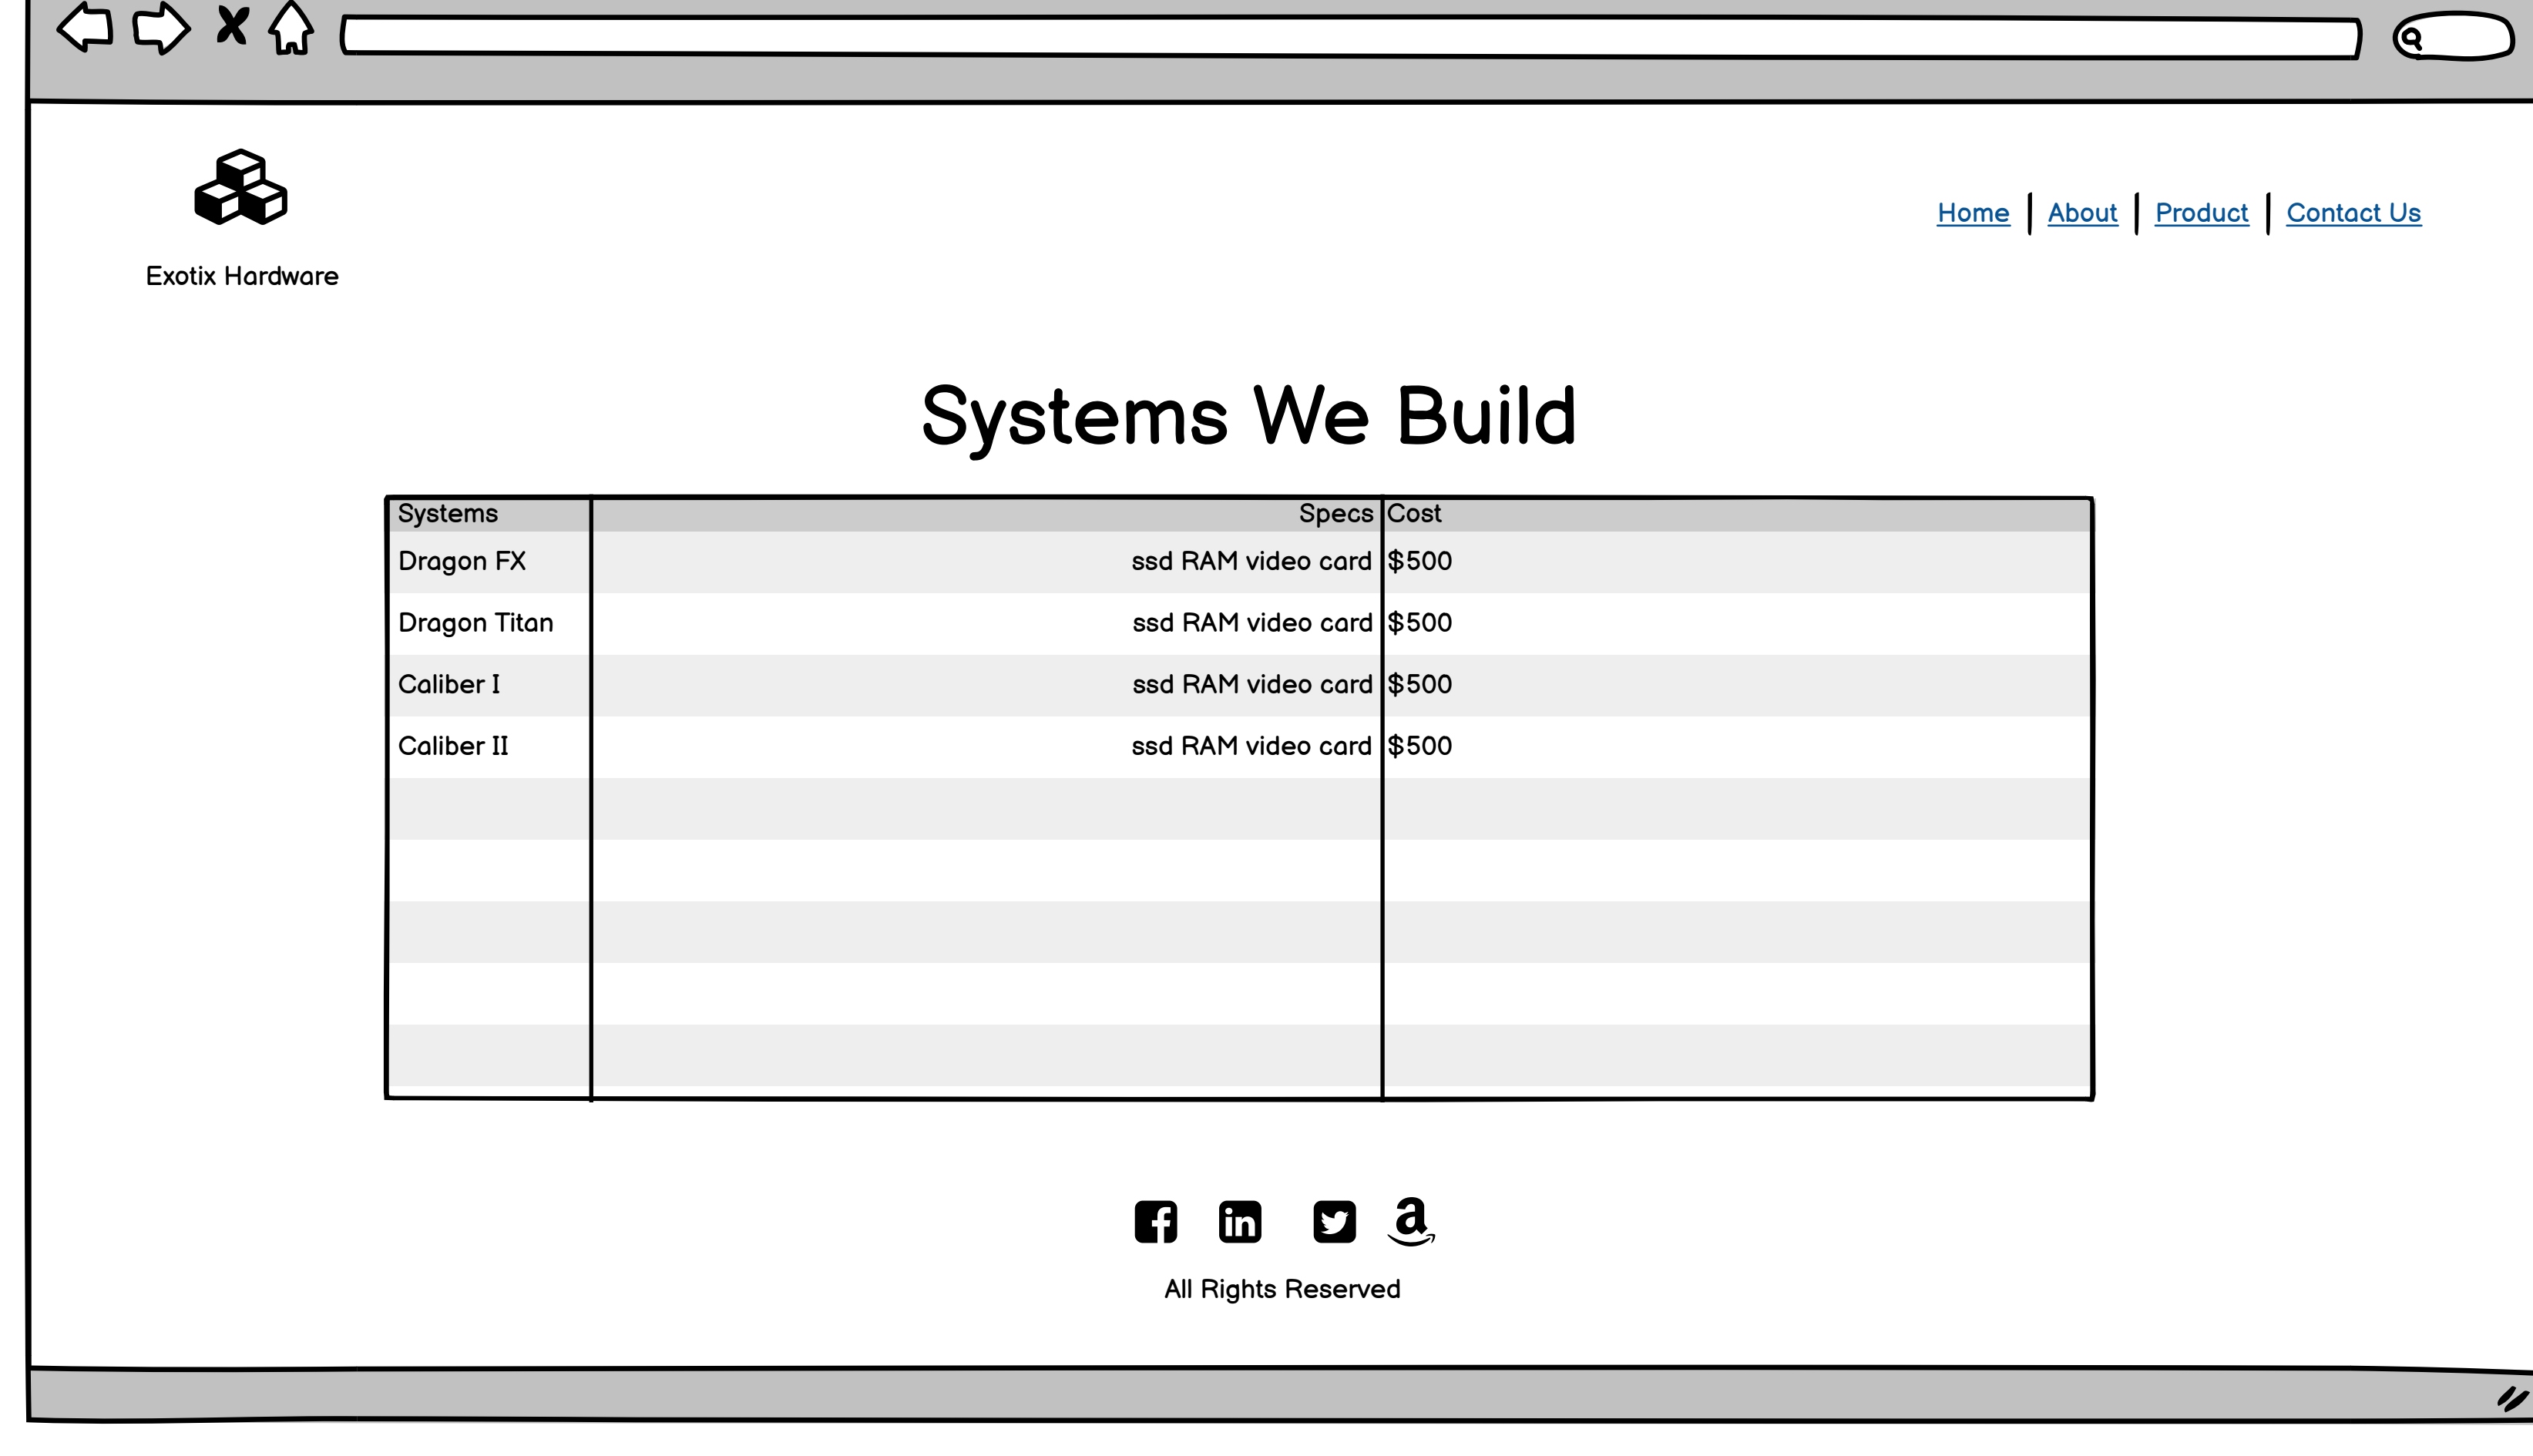 Exotix Hardware
Home About Product Contact Us
Systems We Build
Systems Specs Cost
Dragon FX ssd RAM video card $500
Dragon Titan ssd RAM video card $500
Caliber I ssd RAM video card $500
Caliber II ssd RAM video card $500
All Rights Reserved